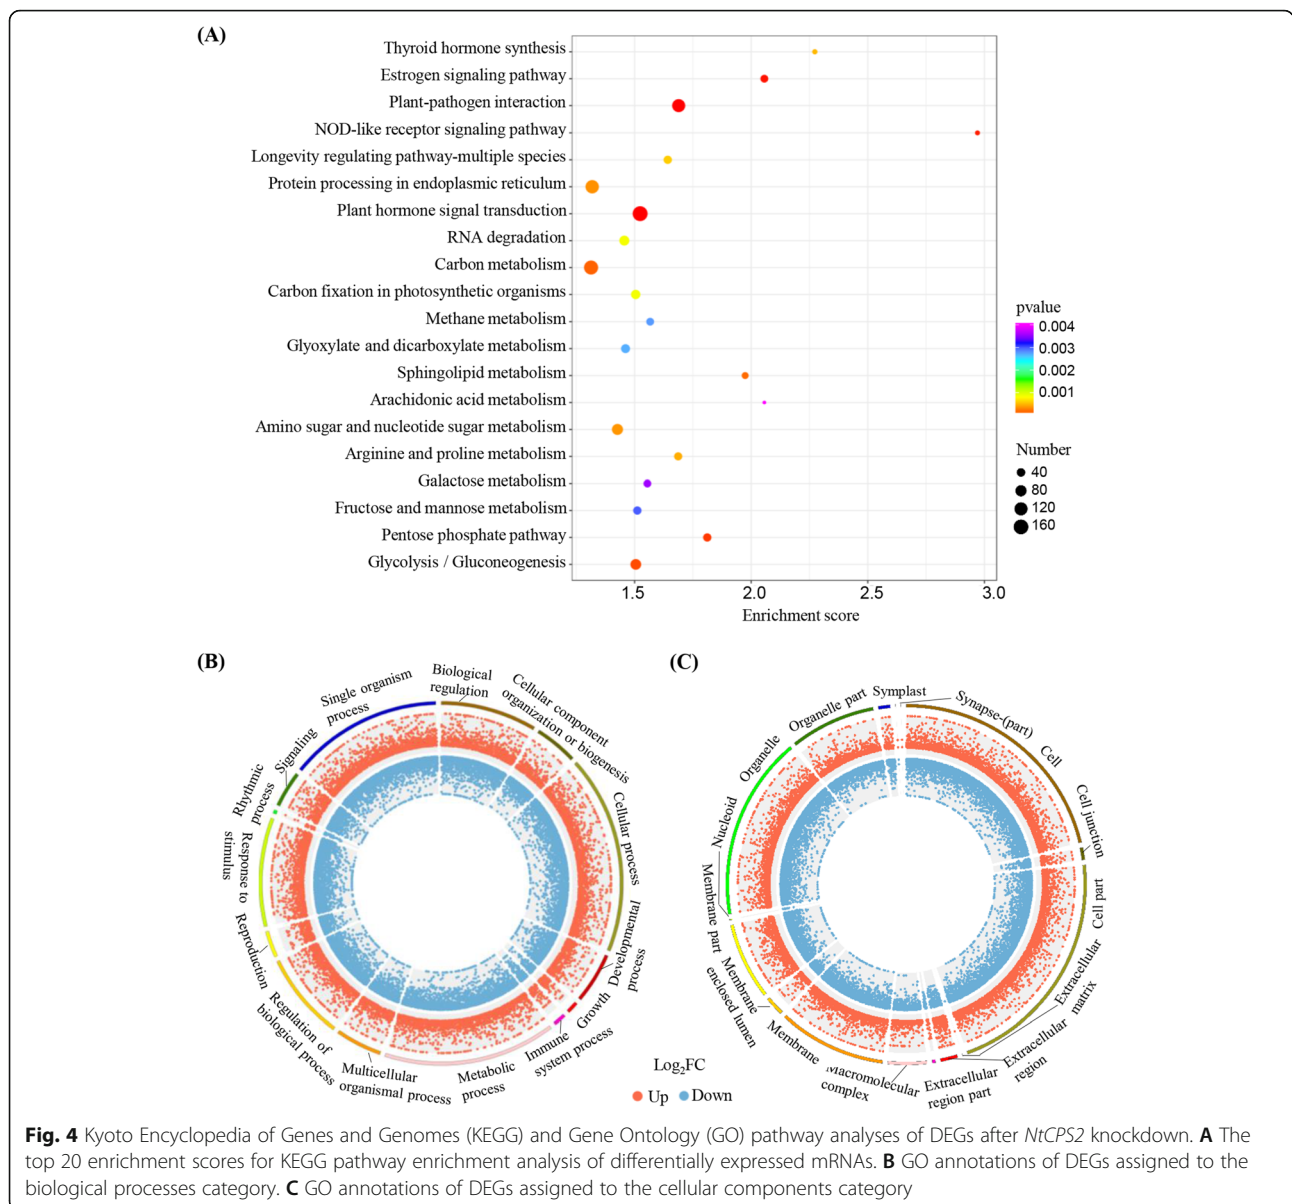 (A)
Thyroid hormone synthesis
Estrogen signaling pathway
Plant-pathogen interaction
NOD-like receptor signaling pathway
Longevity regulating pathway-multiple species
Protein processing in endoplasmic reticulum
Plant hormone signal transduction
RNA degradation
Carbon metabolism
Carbon fixation in photosynthetic organisms
Methane metabolism
Glyoxylate and dicarboxylate metabolism
Sphingolipid metabolism
Arachidonic acid metabolism
Amino sugar and nucleotide sugar metabolism
Arginine and proline metabolism
Galactose metabolism
Fructose and mannose metabolism
Pentose phosphate pathway
Glycolysis / Gluconeogenesis
1.5 2.0 2.5 3.0
Enrichment score
pvalue
0.004
0.003
0.002
0.001
Number
40
80
120
160
(B)
Biological
regulation
Cellular component
organization or biogenesis
Cellular process
Developmental
process
Growth
Immune
system process
Metabolic
process
Multicellular
organismal process
Regulation of
biological process
Reproduction
Response to
stimulus
Rhythmic
process
Signaling
Single organism
process
(C)
Symplast
Synapse-(part)
Cell
Cell junction
Cell part
Extracellular
matrix
Extracellular
region
Extracellular
region part
Macromolecular
complex
Membrane
Membrane
enclosed lumen
Membrane part
Nucleoid
Organelle
Organelle part
Log₂FC
Up Down
Fig. 4 Kyoto Encyclopedia of Genes and Genomes (KEGG) and Gene Ontology (GO) pathway analyses of DEGs after NtCPS2 knockdown. A The
top 20 enrichment scores for KEGG pathway enrichment analysis of differentially expressed mRNAs. B GO annotations of DEGs assigned to the
biological processes category. C GO annotations of DEGs assigned to the cellular components category